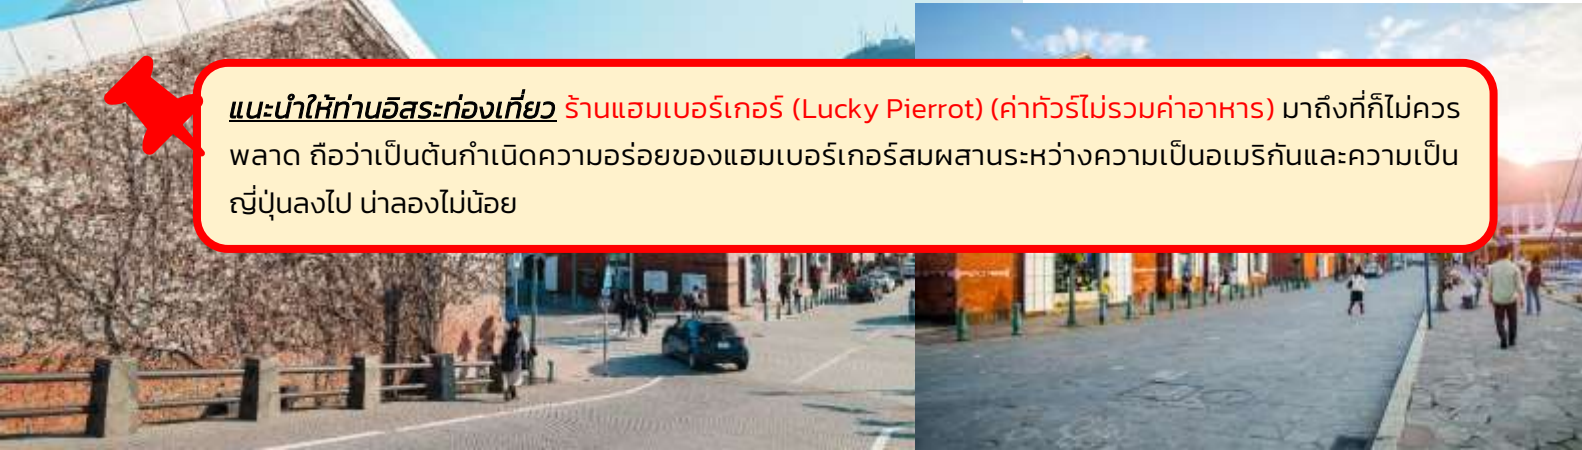 แนะนำให้ท่านอิสระท่องเที่ยว ร้านแฮมเบอร์เกอร์ (Lucky Pierrot) (ค่าทัวร์ไม่รวมค่าอาหาร) มาถึงที่ก็ไม่ควร
พลาด ถือว่าเป็นต้นกำเนิดความอร่อยของแฮมเบอร์เกอร์สมผสานระหว่างความเป็นอเมริกันและความเป็น
ญี่ปุ่นลงไป น่าลองไม่น้อย